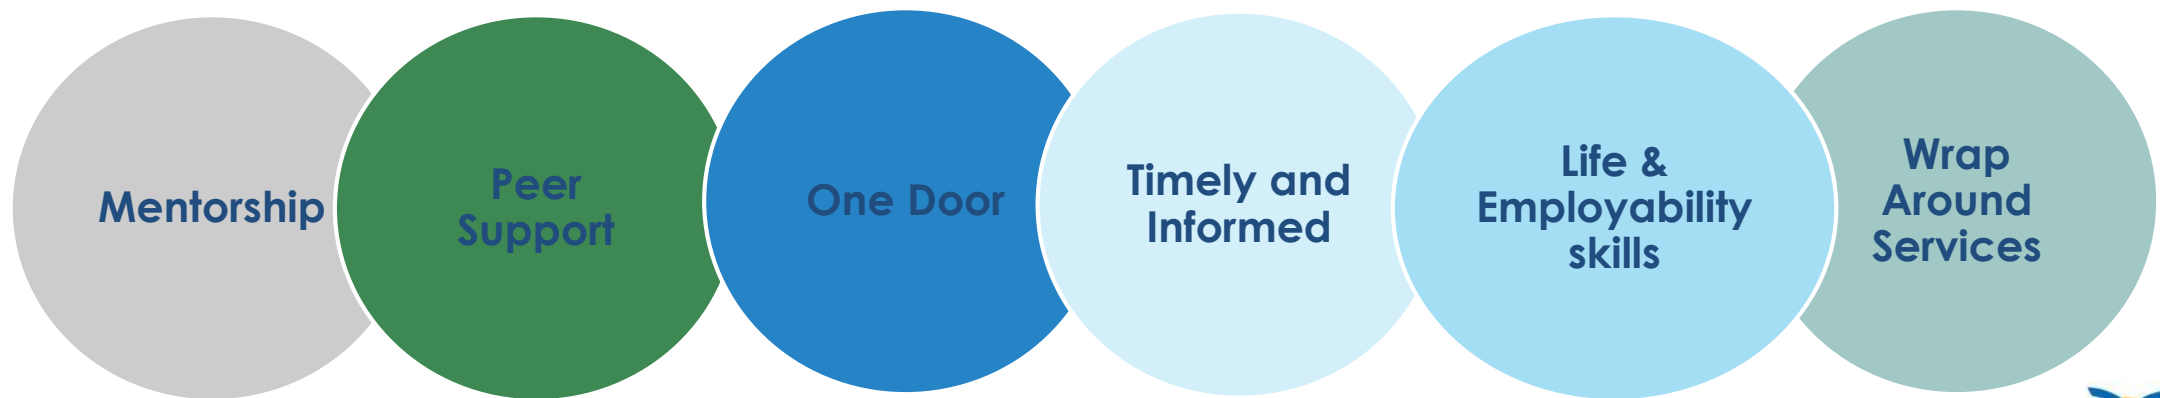 Mentorship
Peer
Support
One Door
Timely and
Informed
Life &
Employability
skills
Wrap
Around
Services